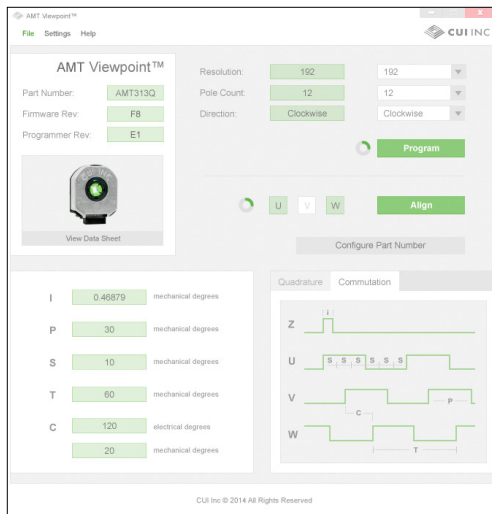 AMT Viewpoint™
File Settings Help
CUI INC
AMT Viewpoint™
Part Number: AMT313Q
Firmware Rev: F8
Programmer Rev: E1
View Data Sheet
Resolution: 192 192
Pole Count: 12 12
Direction: Clockwise Clockwise
Program
U V W Align
Configure Part Number
I 0.46879 mechanical degrees
P 30 mechanical degrees
S 10 mechanical degrees
T 60 mechanical degrees
C 120 electrical degrees
20 mechanical degrees
Quadrature Commutation
i
Z
U S S S S S S
V P
C
W
T
CUI Inc © 2014 All Rights Reserved